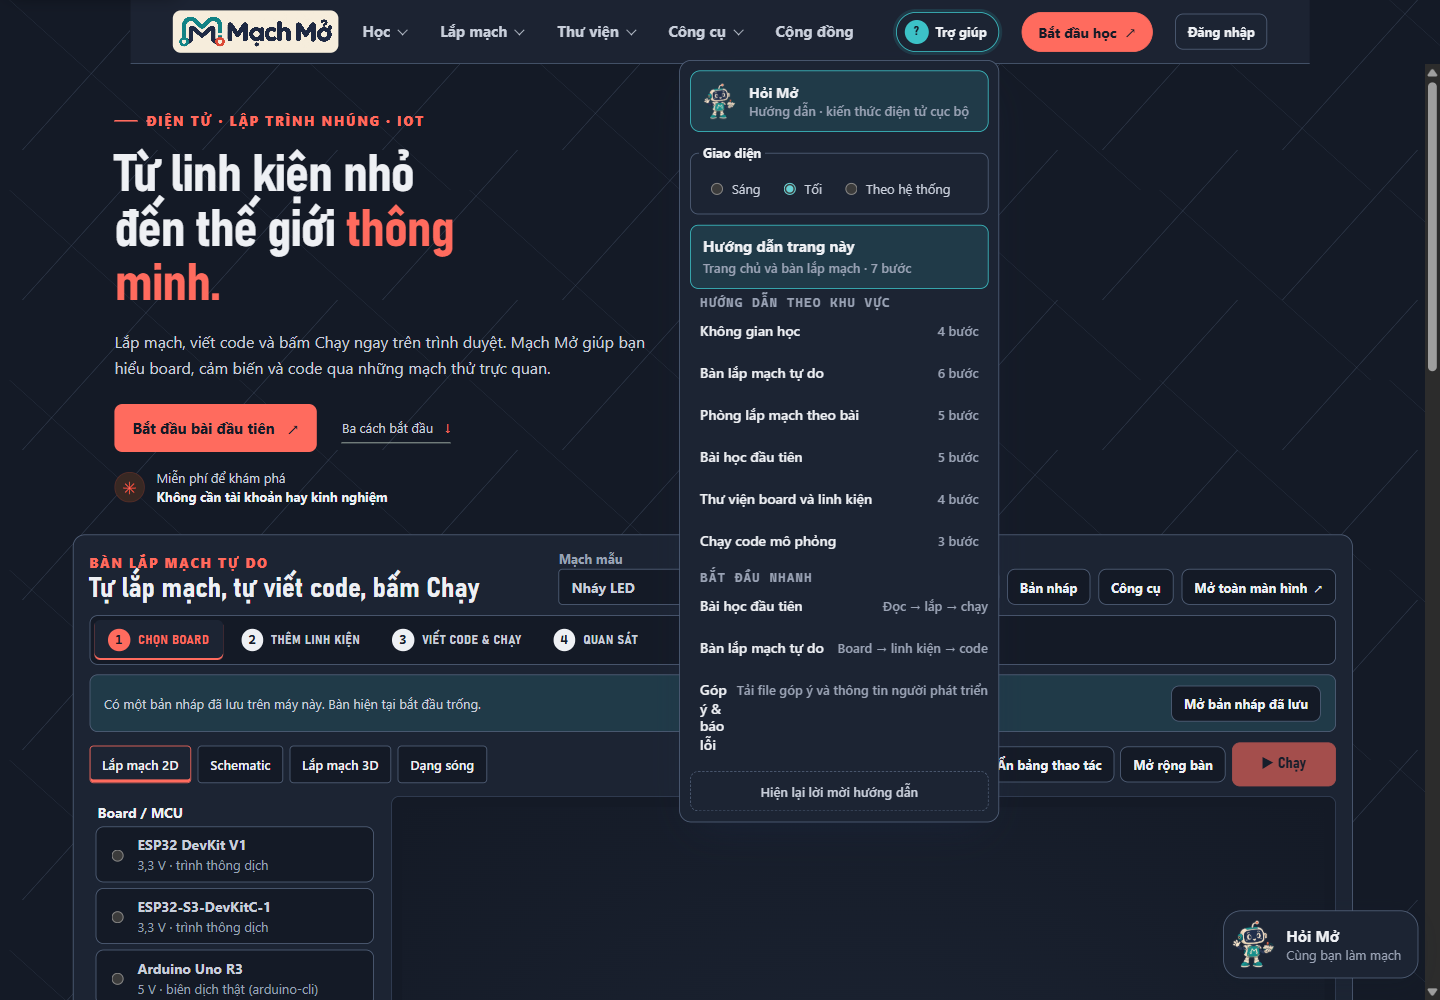 Mạch Mở
Học
Lắp mạch
Thư viện
Công cụ
Cộng đồng
? Trợ giúp
Bắt đầu học ↗
Đăng nhập
ĐIỆN TỬ · LẬP TRÌNH NHÚNG · IOT
Từ linh kiện nhỏ
đến thế giới thông
minh.
Lắp mạch, viết code và bấm Chạy ngay trên trình duyệt. Mạch Mở giúp bạn
hiểu board, cảm biến và code qua những mạch thử trực quan.
Bắt đầu bài đầu tiên ↗
Ba cách bắt đầu ↓
Miễn phí để khám phá
Không cần tài khoản hay kinh nghiệm
Hỏi Mở
Hướng dẫn · kiến thức điện tử cục bộ
Giao diện
Sáng
Tối
Theo hệ thống
Hướng dẫn trang này
Trang chủ và bàn lắp mạch · 7 bước
HƯỚNG DẪN THEO KHU VỰC
Không gian học 4 bước
Bàn lắp mạch tự do 6 bước
Phòng lắp mạch theo bài 5 bước
Bài học đầu tiên 5 bước
Thư viện board và linh kiện 4 bước
Chạy code mô phỏng 3 bước
BẮT ĐẦU NHANH
Bài học đầu tiên Đọc → lắp → chạy
Bàn lắp mạch tự do Board → linh kiện → code
Góp ý & báo lỗi Tải file góp ý và thông tin người phát triển
Hiện lại lời mời hướng dẫn
BÀN LẮP MẠCH TỰ DO
Tự lắp mạch, tự viết code, bấm Chạy
Mạch mẫu
Nháy LED
Bản nháp
Công cụ
Mở toàn màn hình ↗
1 CHỌN BOARD
2 THÊM LINH KIỆN
3 VIẾT CODE & CHẠY
4 QUAN SÁT
Có một bản nháp đã lưu trên máy này. Bàn hiện tại bắt đầu trống.
Mở bản nháp đã lưu
Lắp mạch 2D
Schematic
Lắp mạch 3D
Dạng sóng
Ẩn bảng thao tác
Mở rộng bàn
▶ Chạy
Board / MCU
ESP32 DevKit V1
3,3 V · trình thông dịch
ESP32-S3-DevKitC-1
3,3 V · trình thông dịch
Arduino Uno R3
5 V · biên dịch thật (arduino-cli)
Hỏi Mở
Cùng bạn làm mạch